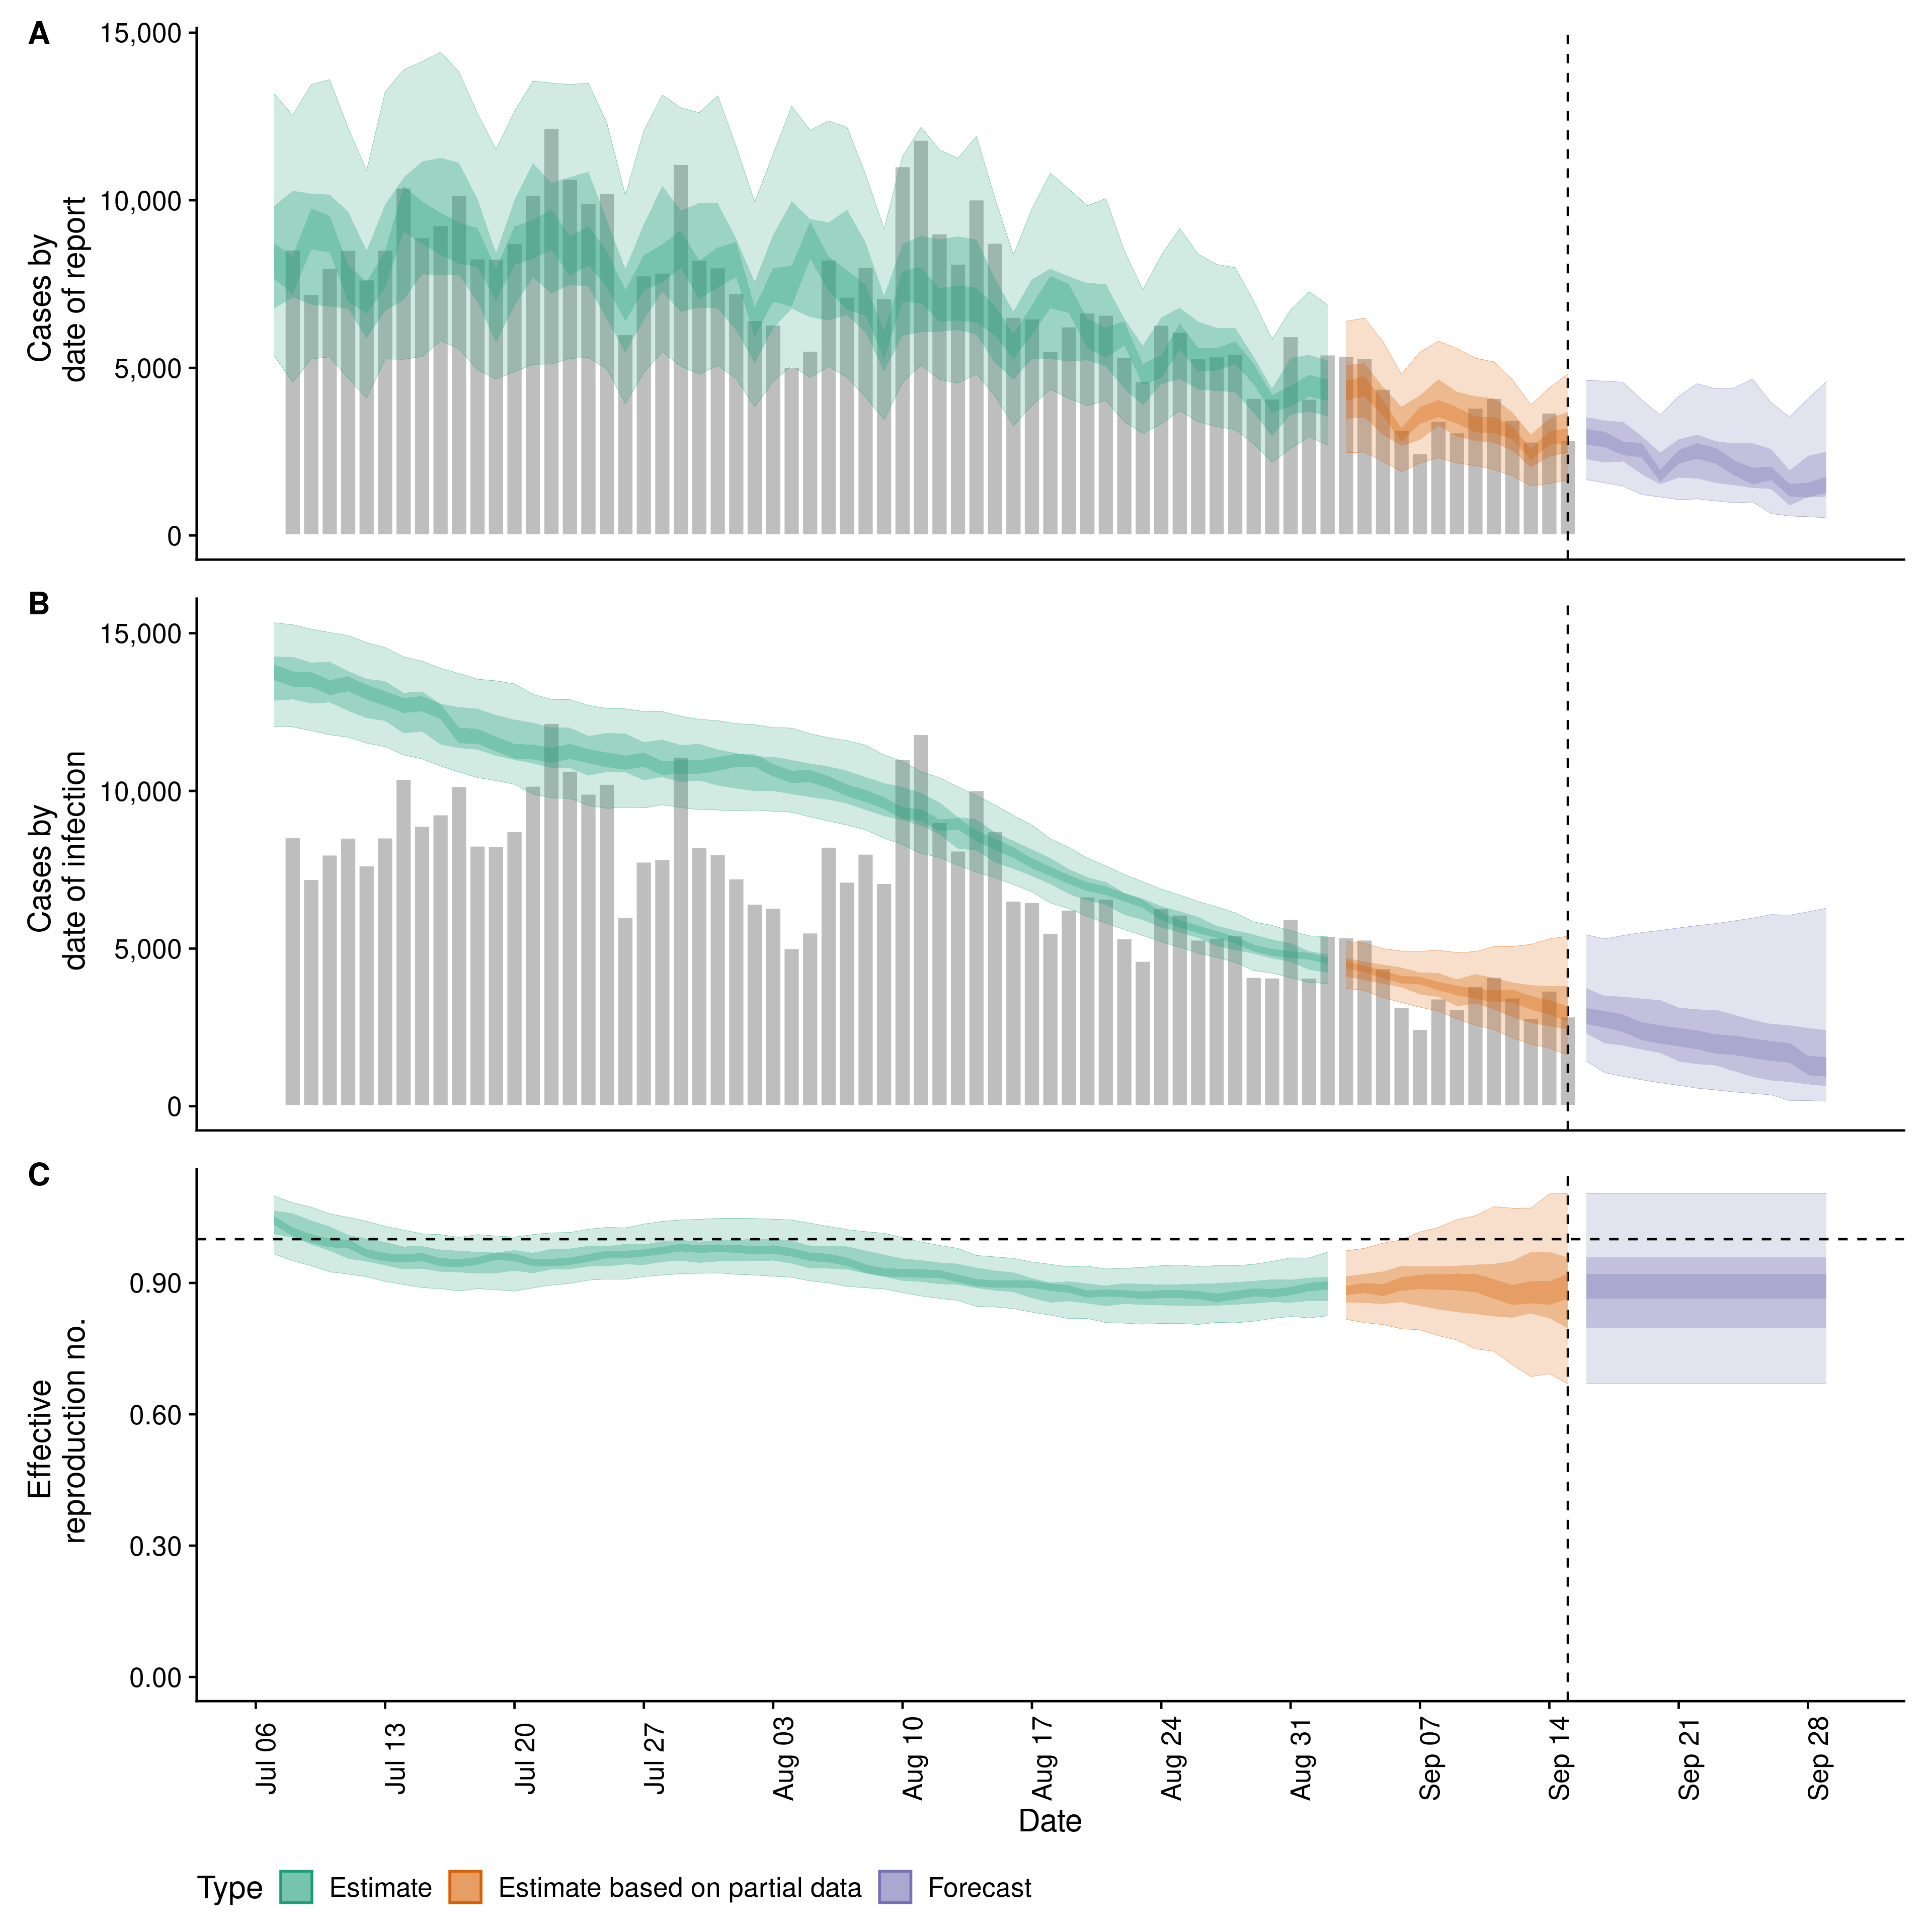 A
15,000
10,000
5,000
0
Cases by
date of report
B
15,000
10,000
5,000
0
Cases by
date of infection
C
0.90
0.60
0.30
0.00
Effective
reproduction no.
Jul 06
Jul 13
Jul 20
Jul 27
Aug 03
Aug 10
Aug 17
Aug 24
Aug 31
Sep 07
Sep 14
Sep 21
Sep 28
Date
Type Estimate Estimate based on partial data Forecast